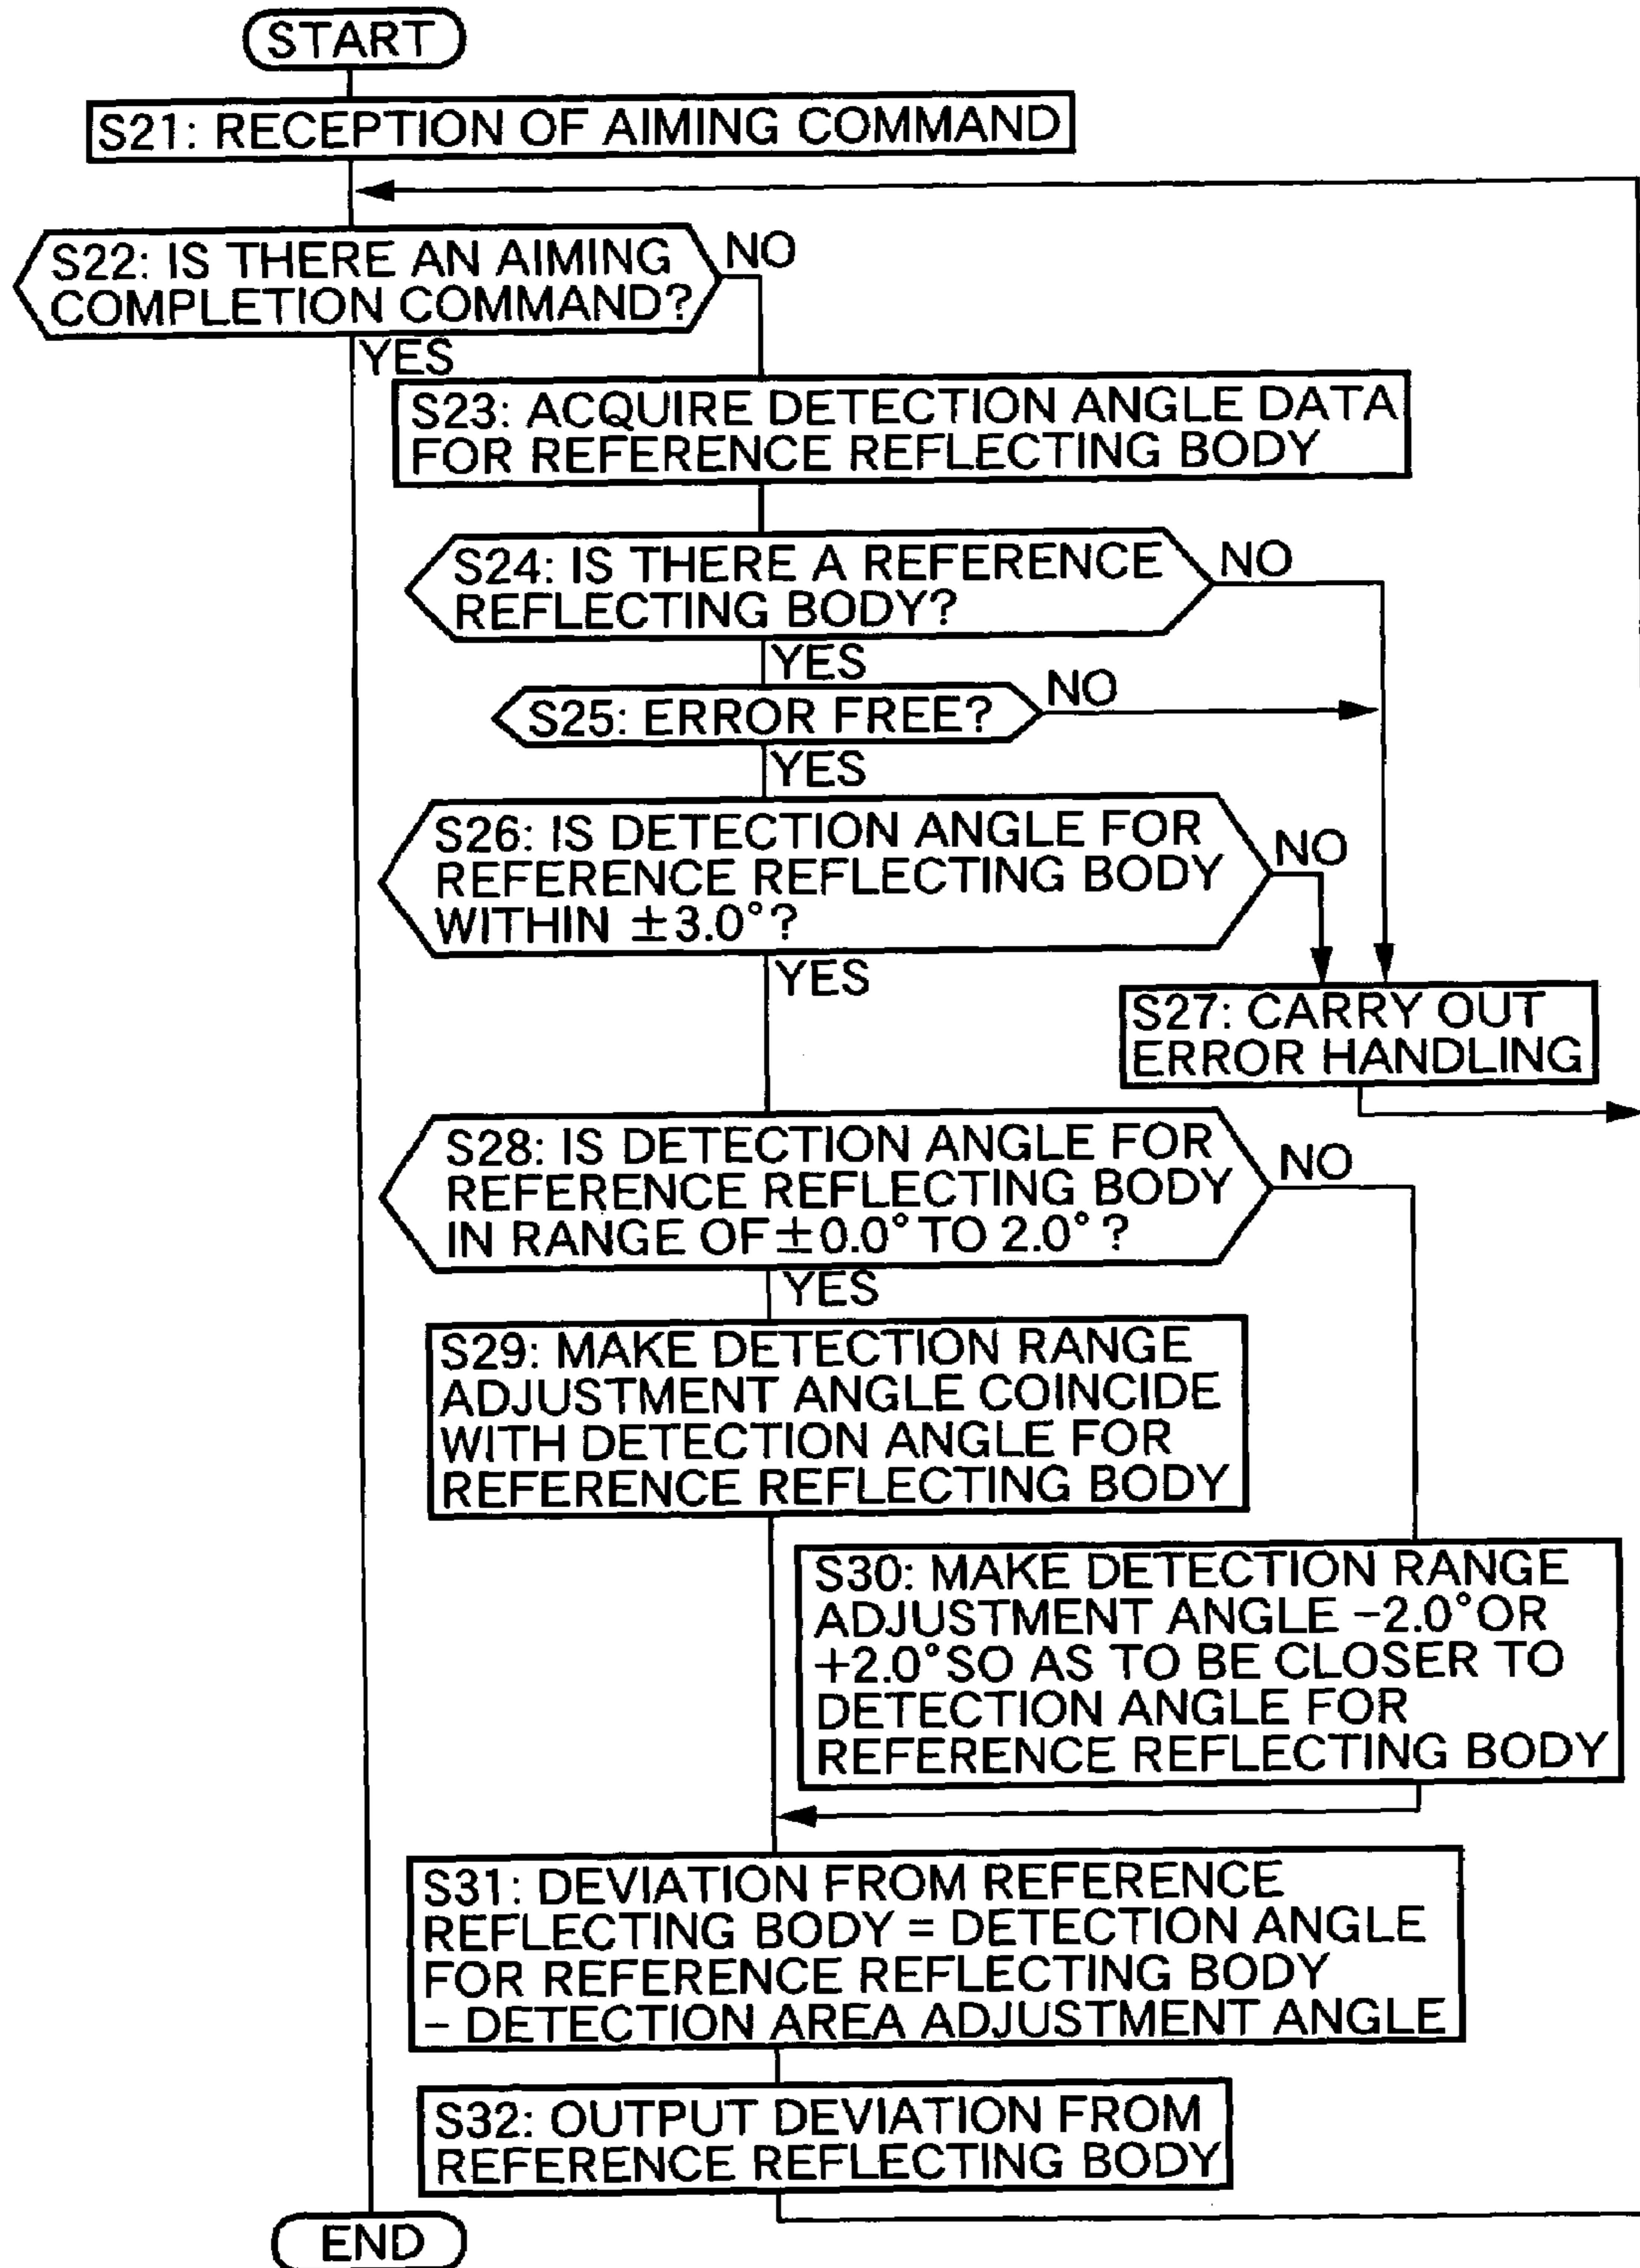 START
S21: RECEPTION OF AIMING COMMAND
S22: IS THERE AN AIMING
COMPLETION COMMAND?
NO
YES
S23: ACQUIRE DETECTION ANGLE DATA
FOR REFERENCE REFLECTING BODY
S24: IS THERE A REFERENCE
REFLECTING BODY?
NO
YES
S25: ERROR FREE?
NO
YES
S26: IS DETECTION ANGLE FOR
REFERENCE REFLECTING BODY
WITHIN ±3.0°?
NO
YES
S27: CARRY OUT
ERROR HANDLING
S28: IS DETECTION ANGLE FOR
REFERENCE REFLECTING BODY
IN RANGE OF ±0.0° TO 2.0°?
NO
YES
S29: MAKE DETECTION RANGE
ADJUSTMENT ANGLE COINCIDE
WITH DETECTION ANGLE FOR
REFERENCE REFLECTING BODY
S30: MAKE DETECTION RANGE
ADJUSTMENT ANGLE -2.0° OR
+2.0° SO AS TO BE CLOSER TO
DETECTION ANGLE FOR
REFERENCE REFLECTING BODY
S31: DEVIATION FROM REFERENCE
REFLECTING BODY = DETECTION ANGLE
FOR REFERENCE REFLECTING BODY
- DETECTION AREA ADJUSTMENT ANGLE
S32: OUTPUT DEVIATION FROM
REFERENCE REFLECTING BODY
END